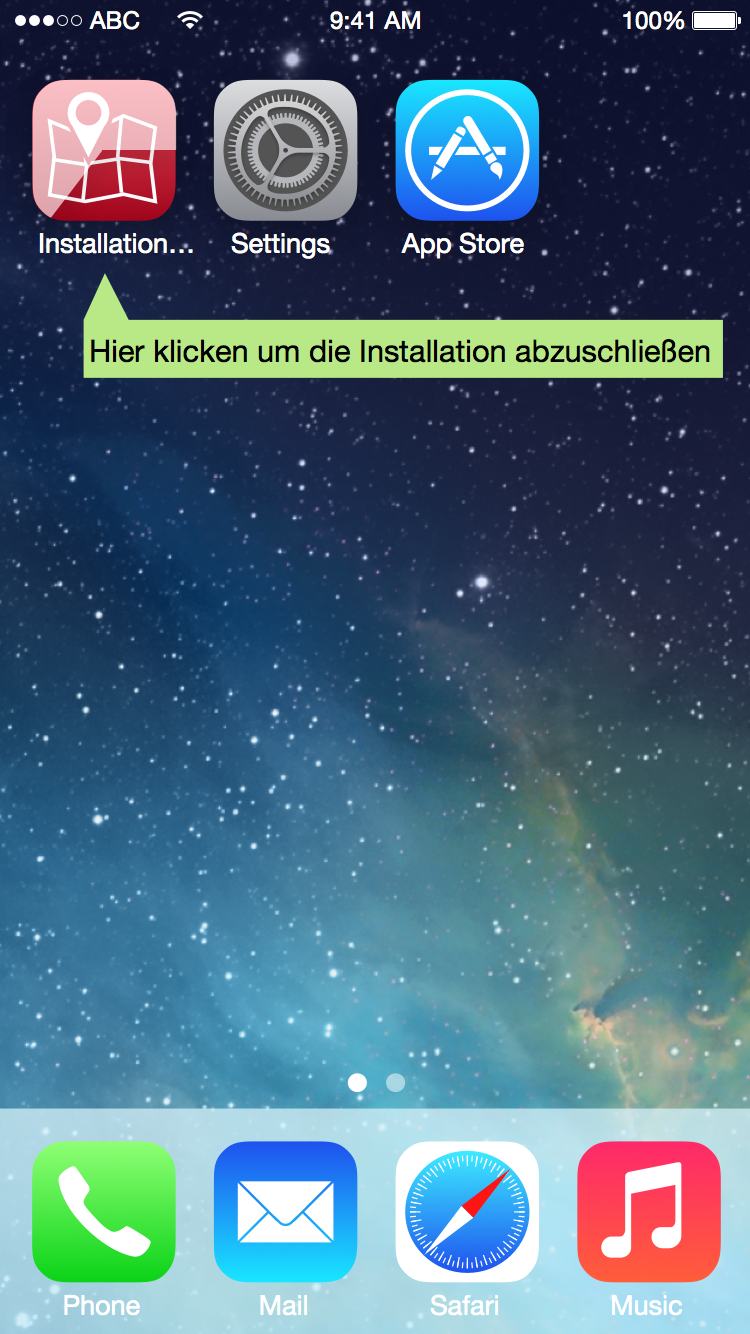 ABC 9:41 AM 100%
Installation... Settings App Store
Hier klicken um die Installation abzuschließen
Phone Mail Safari Music